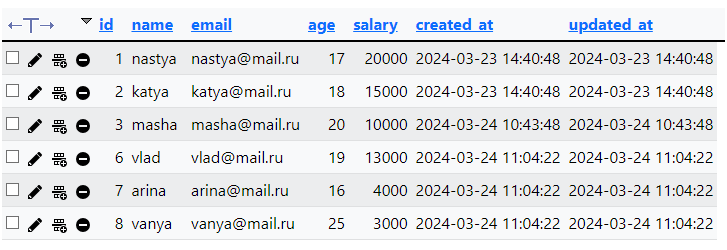 id name email age salary created_at updated_at
1 nastya nastya@mail.ru 17 20000 2024-03-23 14:40:48 2024-03-23 14:40:48
2 katya katya@mail.ru 18 15000 2024-03-23 14:40:48 2024-03-23 14:40:48
3 masha masha@mail.ru 20 10000 2024-03-24 10:43:48 2024-03-24 10:43:48
6 vlad vlad@mail.ru 19 13000 2024-03-24 11:04:22 2024-03-24 11:04:22
7 arina arina@mail.ru 16 4000 2024-03-24 11:04:22 2024-03-24 11:04:22
8 vanya vanya@mail.ru 25 3000 2024-03-24 11:04:22 2024-03-24 11:04:22